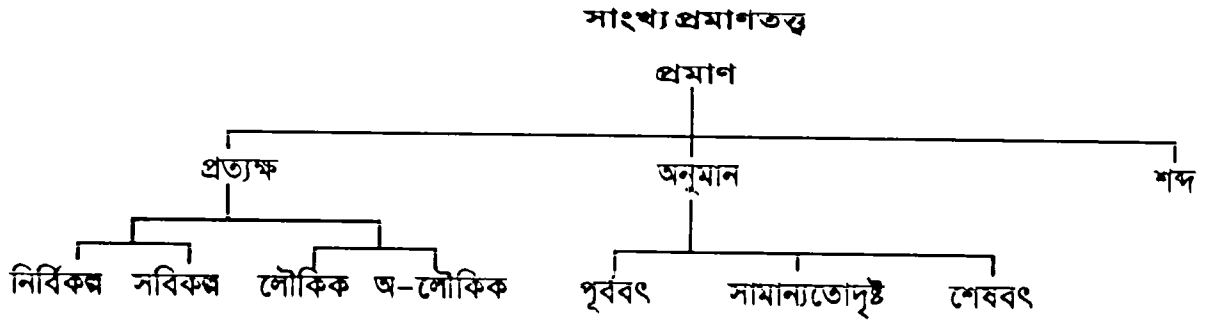 সাংখ্য প্রমাণতত্ত্ব
প্রমাণ
প্রত্যক্ষ অনুমান শব্দ
নির্বিকল্প সবিকল্প লৌকিক অ-লৌকিক পূর্ববৎ সামান্যতোদৃষ্ট শেষবৎ